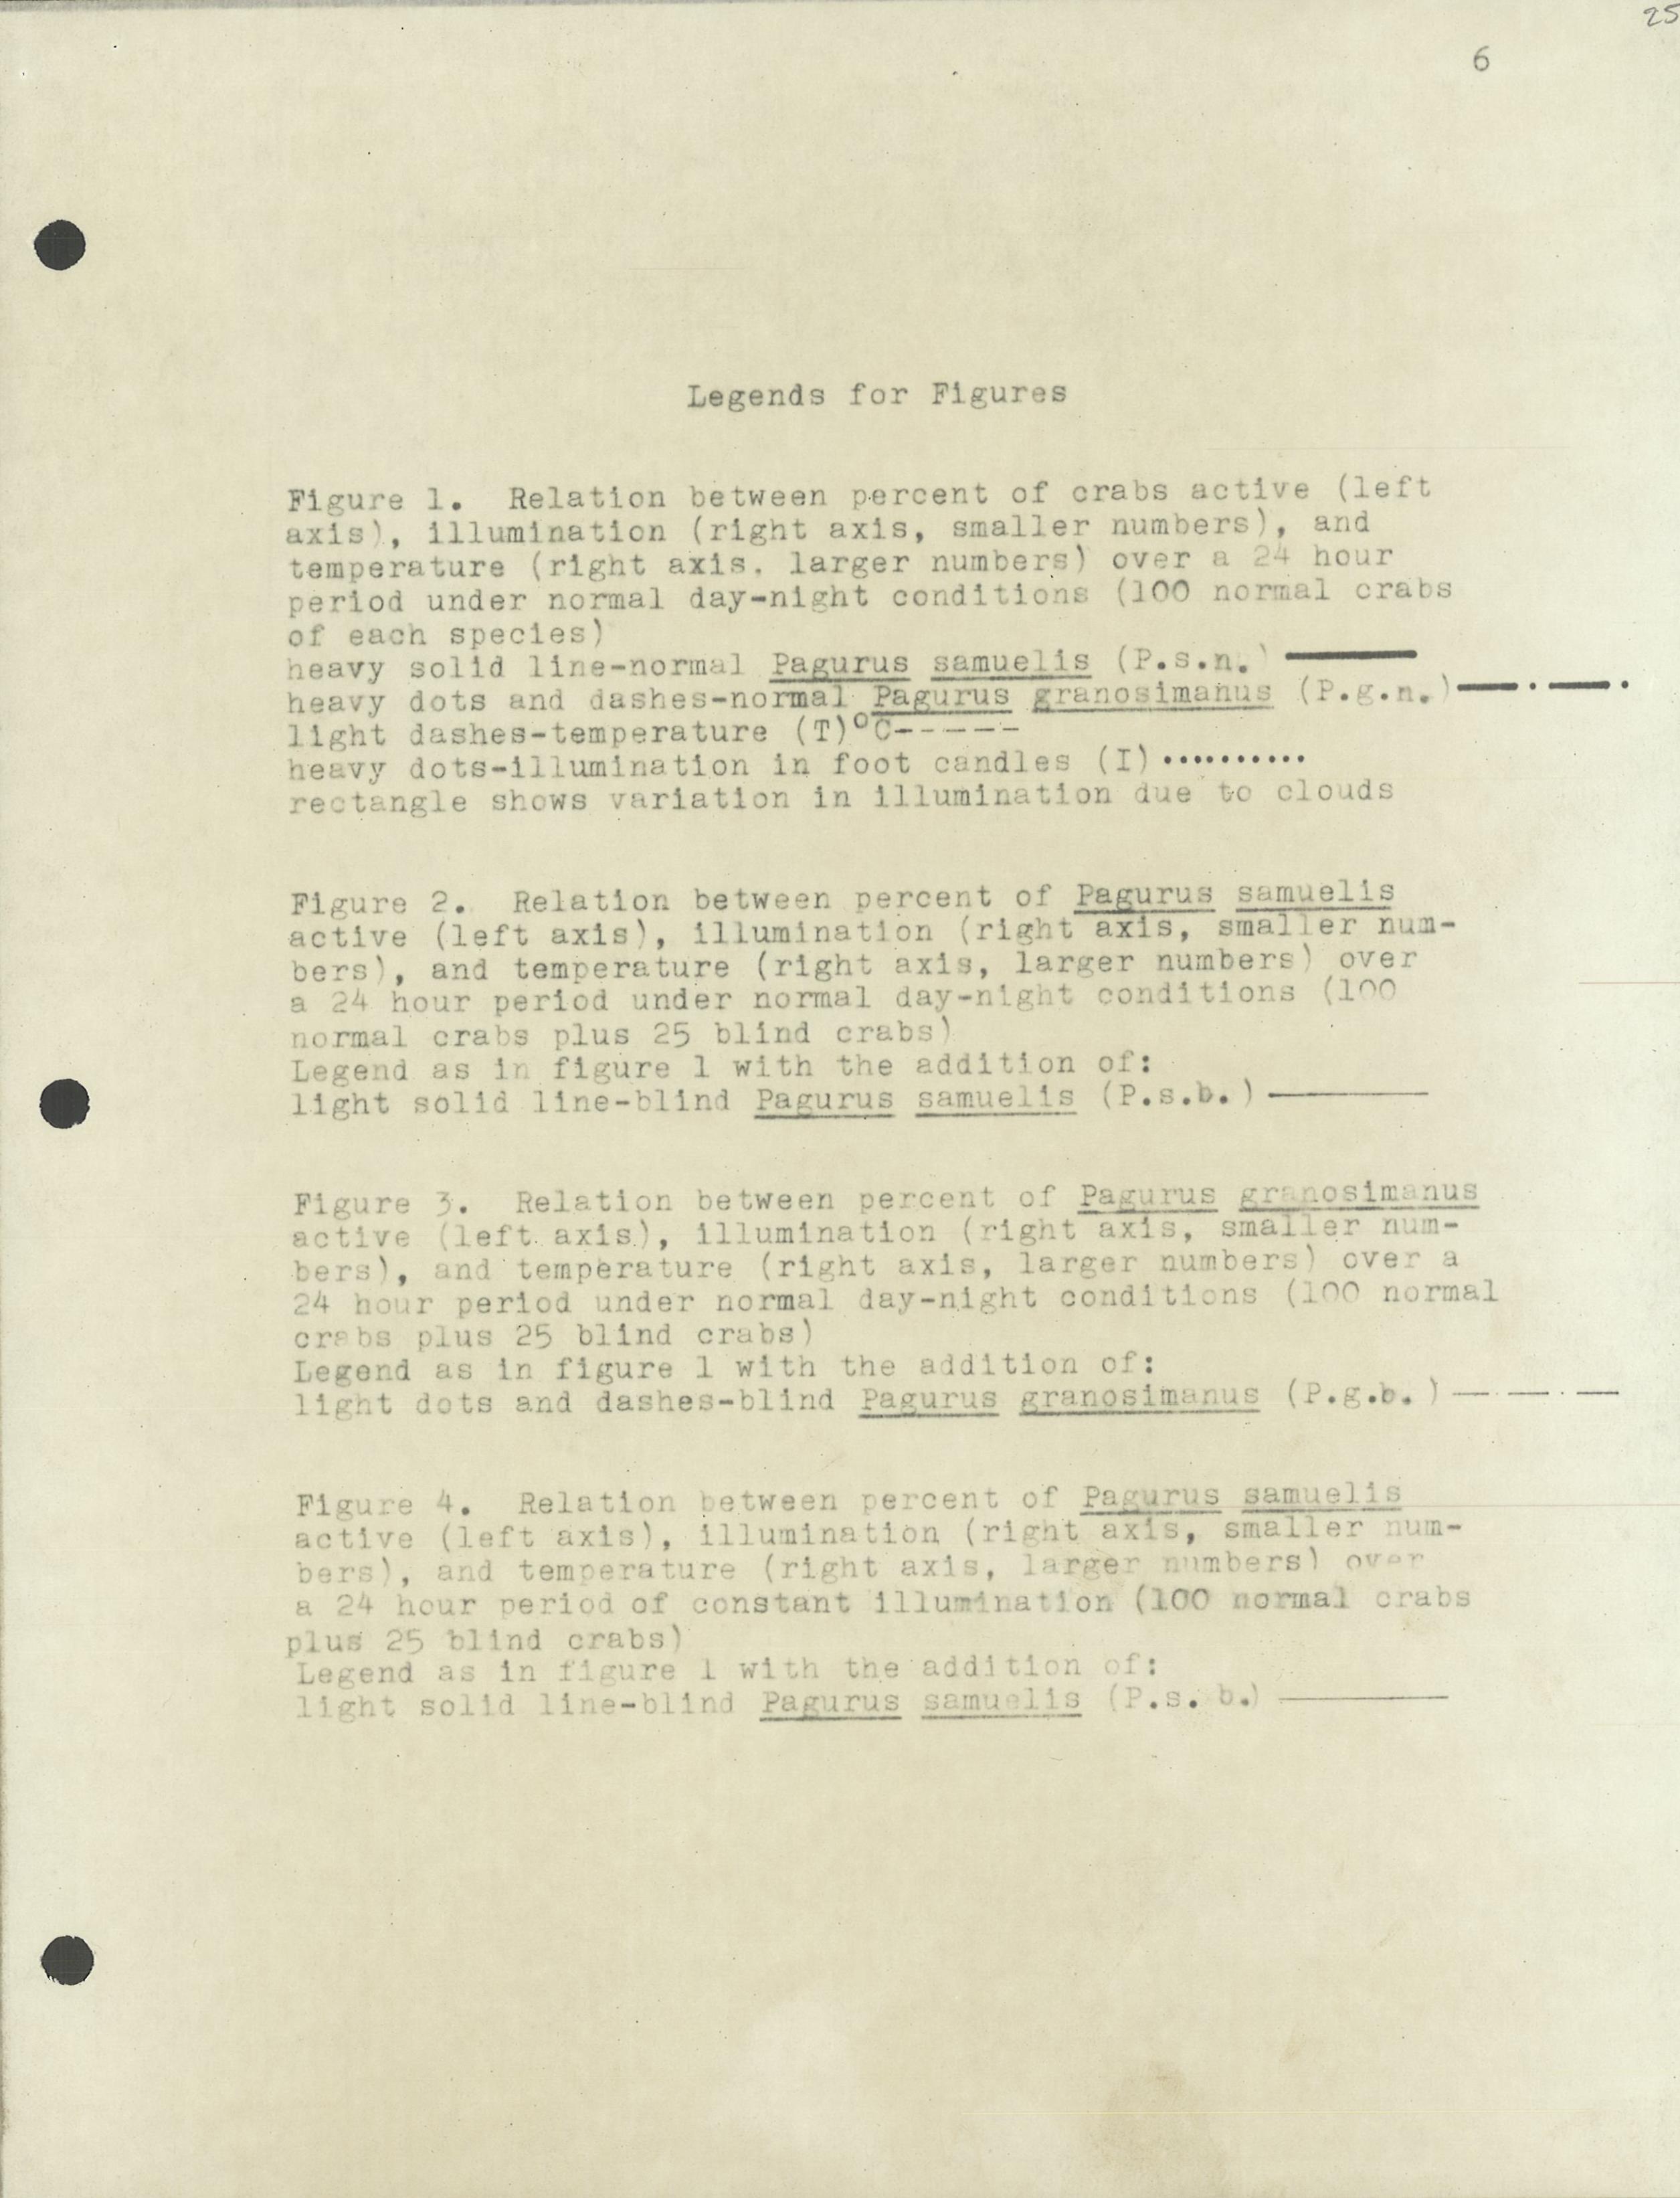 25
6
Legends for Figures
Figure 1. Relation between percent of crabs active (left
axis), illumination (right axis, smaller numbers), and
temperature (right axis. larger numbers) over a 24 hour
period under normal day-night conditions (100 normal crabs
of each species)
heavy solid line-normal Pagurus samuelis (P.s.n.)
heavy dots and dashes-normal Pagurus granosimanus (P.g.n.)
light dashes-temperature (T)°C-----
heavy dots-illumination in foot candles (I)..........
rectangle shows variation in illumination due to clouds
Figure 2. Relation between percent of Pagurus samuelis
active (left axis), illumination (right axis, smaller num-
bers), and temperature (right axis, larger numbers) over
a 24 hour period under normal day-night conditions (100
normal crabs plus 25 blind crabs)
Legend as in figure 1 with the addition of:
light solid line-blind Pagurus samuelis (P.s.b.)
Figure 3. Relation between percent of Pagurus granosimanus
active (left axis), illumination (right axis, smaller num-
bers), and temperature (right axis, larger numbers) over a
24 hour period under normal day-night conditions (100 normal
crabs plus 25 blind crabs)
Legend as in figure 1 with the addition of:
light dots and dashes-blind Pagurus granosimanus (P.g.b.)
Figure 4. Relation between percent of Pagurus samuelis
active (left axis), illumination (right axis, smaller num-
bers), and temperature (right axis, larger numbers) over
a 24 hour period of constant illumination (100 normal crabs
plus 25 blind crabs)
Legend as in figure 1 with the addition of:
light solid line-blind Pagurus samuelis (P.s.b.)